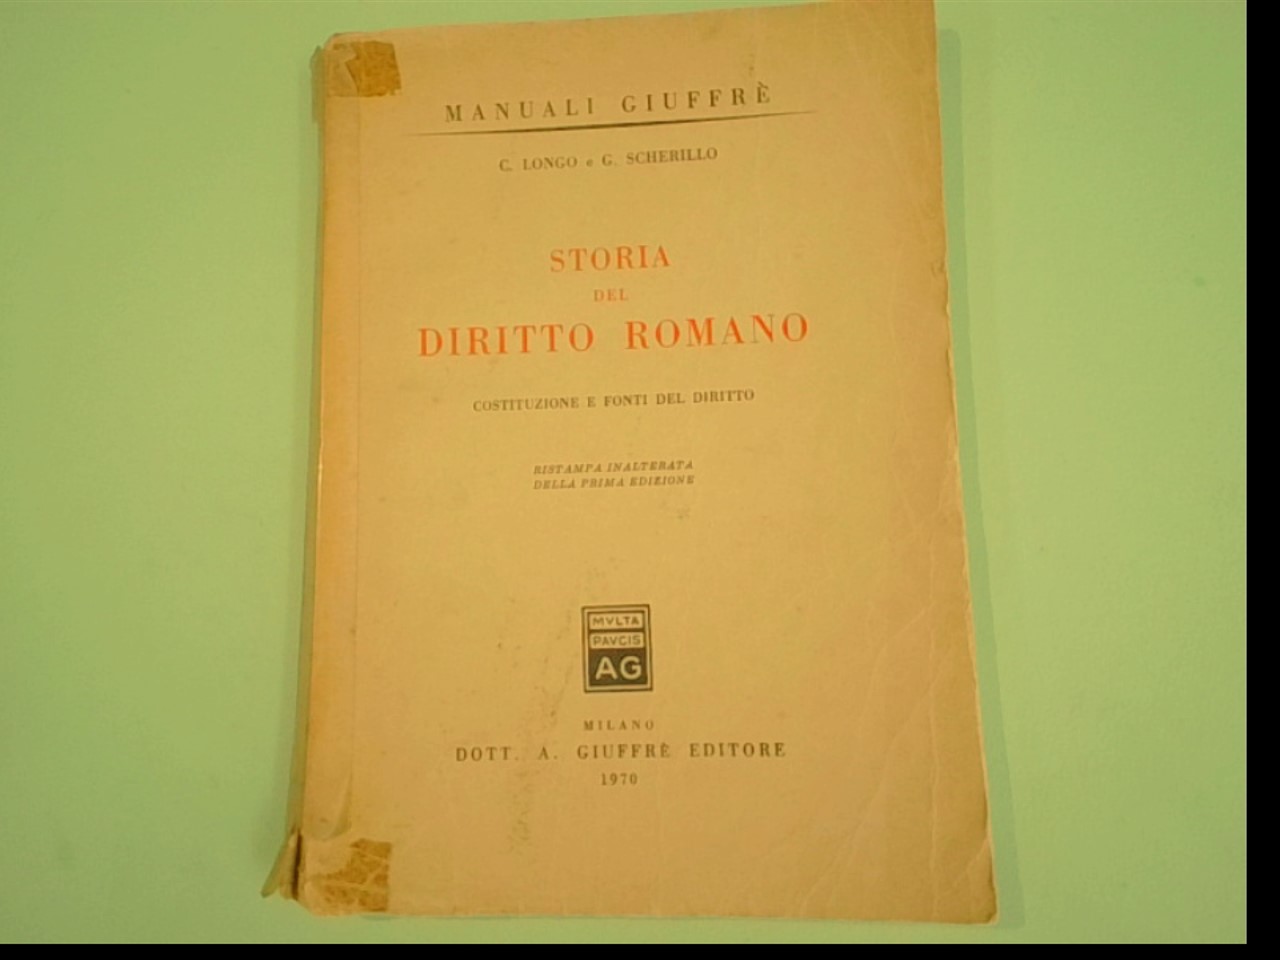 MANUALI GIUFFRÈ
C. LONGO e G. SCHERILLO
STORIA
DEL
DIRITTO ROMANO
COSTITUZIONE E FONTI DEL DIRITTO
RISTAMPA INALTERATA
DELLA PRIMA EDIZIONE
MVLTA
PAVCIS
AG
MILANO
DOTT. A. GIUFFRÈ EDITORE
1970